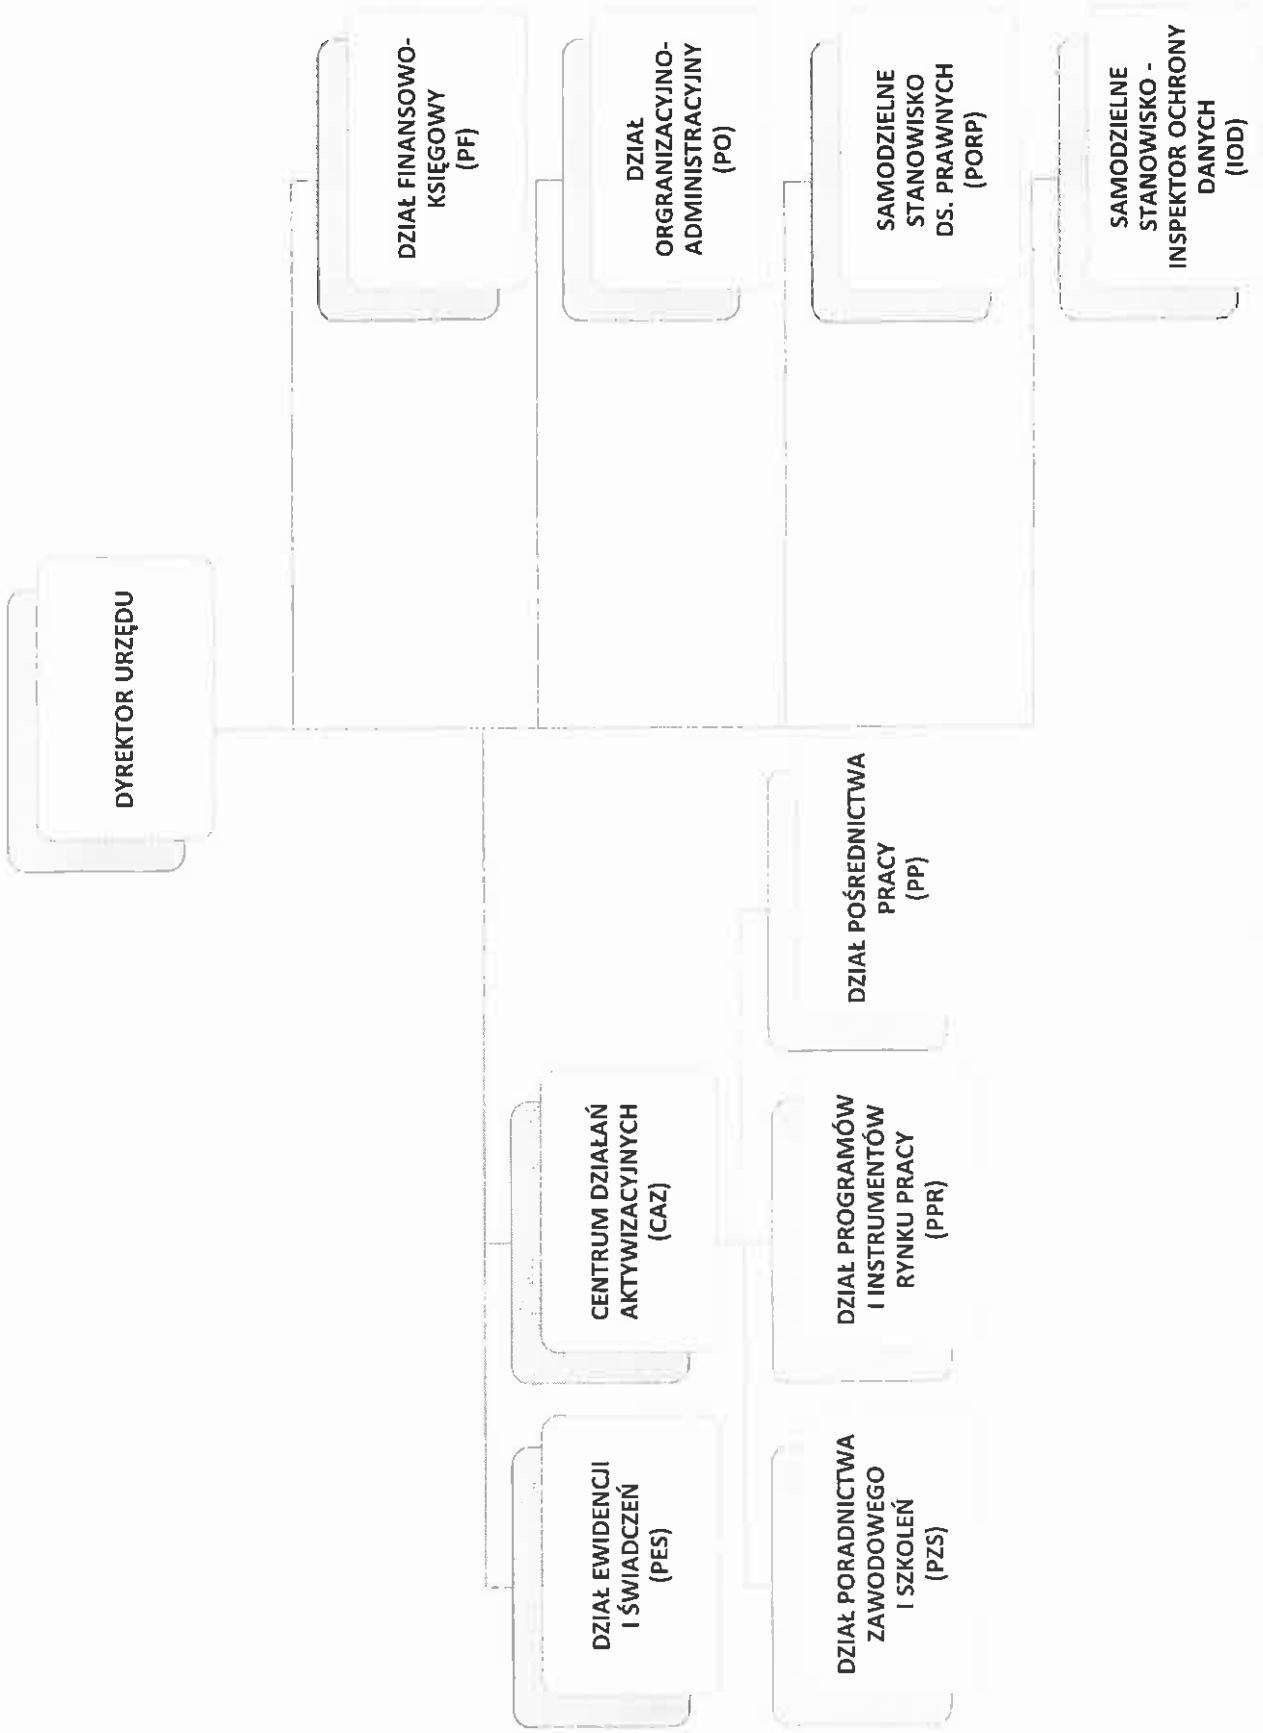 DYREKTOR URZĘDU
DZIAŁ FINANSOWO-
KSIĘGOWY
(PF)
DZIAŁ
ORGRANIZACYJNO-
ADMINISTRACYJNY
(PO)
SAMODZIELNE
STANOWISKO
DS. PRAWNYCH
(PORP)
SAMODZIELNE
STANOWISKO -
INSPEKTOR OCHRONY
DANYCH
(IOD)
DZIAŁ EWIDENCJI
I ŚWIADCZEŃ
(PES)
CENTRUM DZIAŁAŃ
AKTYWIZACYJNYCH
(CAZ)
DZIAŁ PORADNICTWA
ZAWODOWEGO
I SZKOLEŃ
(PZS)
DZIAŁ PROGRAMÓW
I INSTRUMENTÓW
RYNKU PRACY
(PPR)
DZIAŁ POŚREDNICTWA
PRACY
(PP)